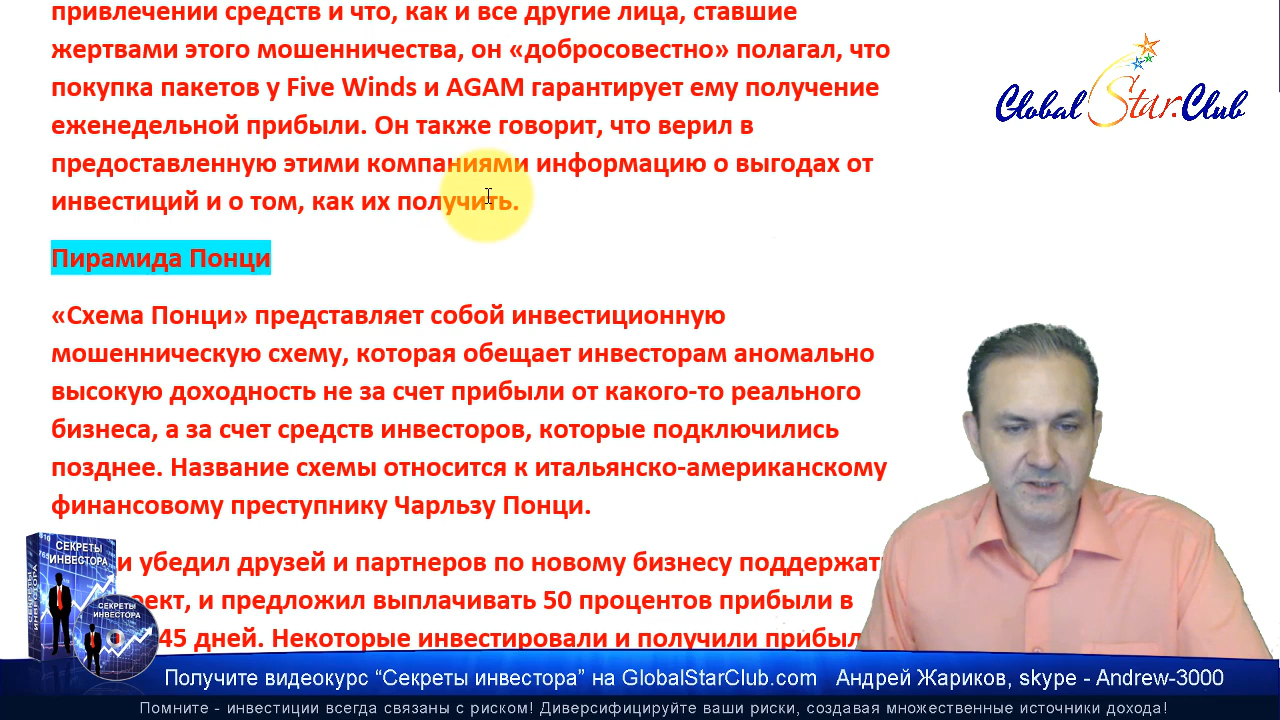 привлечении средств и что, как и все другие лица, ставшие
жертвами этого мошенничества, он «добросовестно» полагал, что
покупка пакетов у Five Winds и AGAM гарантирует ему получение
еженедельной прибыли. Он также говорит, что верил в
предоставленную этими компаниями информацию о выгодах от
инвестиций и о том, как их получить.
Global Star.Club
Пирамида Понци
«Схема Понци» представляет собой инвестиционную
мошенническую схему, которая обещает инвесторам аномально
высокую доходность не за счет прибыли от какого-то реального
бизнеса, а за счет средств инвесторов, которые подключились
позднее. Название схемы относится к итальянско-американскому
финансовому преступнику Чарльзу Понци.
и убедил друзей и партнеров по новому бизнесу поддержат
ект, и предложил выплачивать 50 процентов прибыли в
45 дней. Некоторые инвестировали и получили прибыл
СЕКРЕТЫ
ИНВЕСТОРА
СЕКРЕТЫ
ИНВЕСТОРА
СЕКРЕТЫ
ИНВЕСТОРА
Получите видеокурс “Секреты инвестора” на GlobalStarClub.com Андрей Жариков, skype - Andrew-3000
Помните - инвестиции всегда связаны с риском! Диверсифицируйте ваши риски, создавая множественные источники дохода!